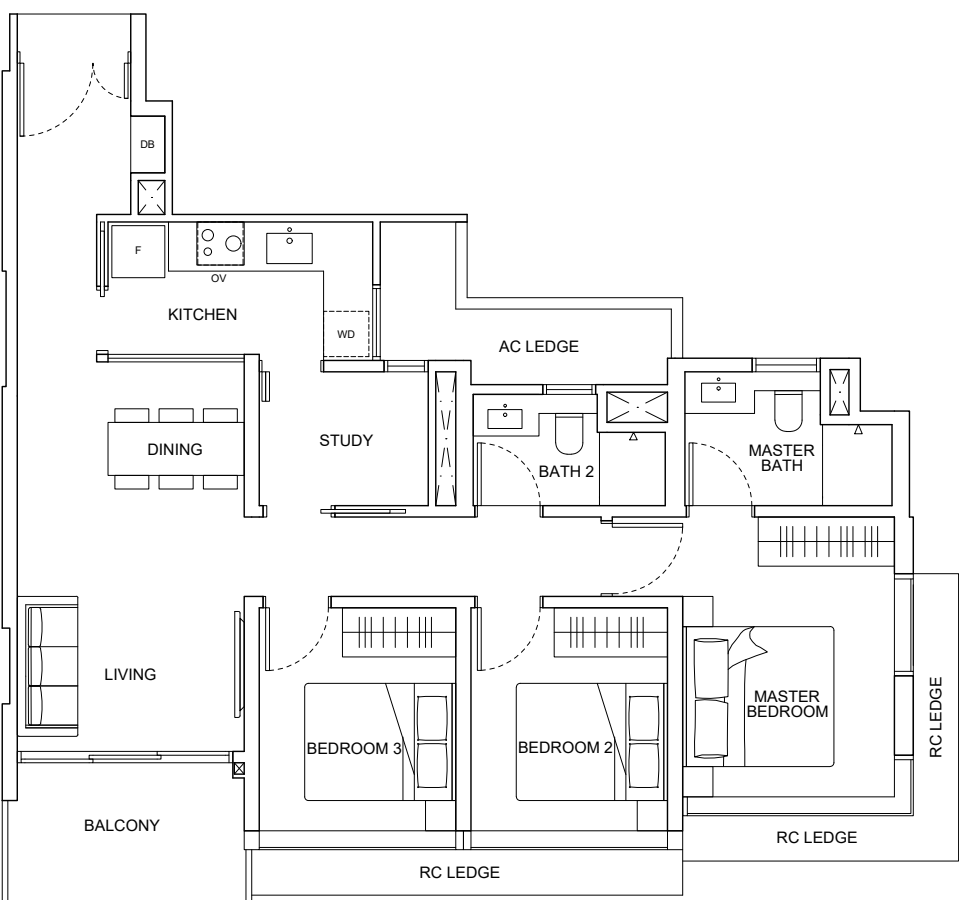 DB
F
OV
KITCHEN
WD
AC LEDGE
DINING
STUDY
BATH 2
MASTER
BATH
LIVING
BEDROOM 3
BEDROOM 2
MASTER
BEDROOM
RC LEDGE
BALCONY
RC LEDGE
RC LEDGE